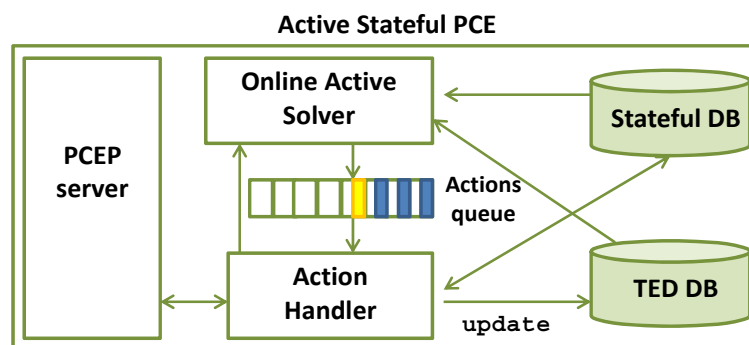 Active Stateful PCE
Online Active
Solver
Stateful DB
PCEP
server
Actions
queue
Action
Handler
TED DB
update